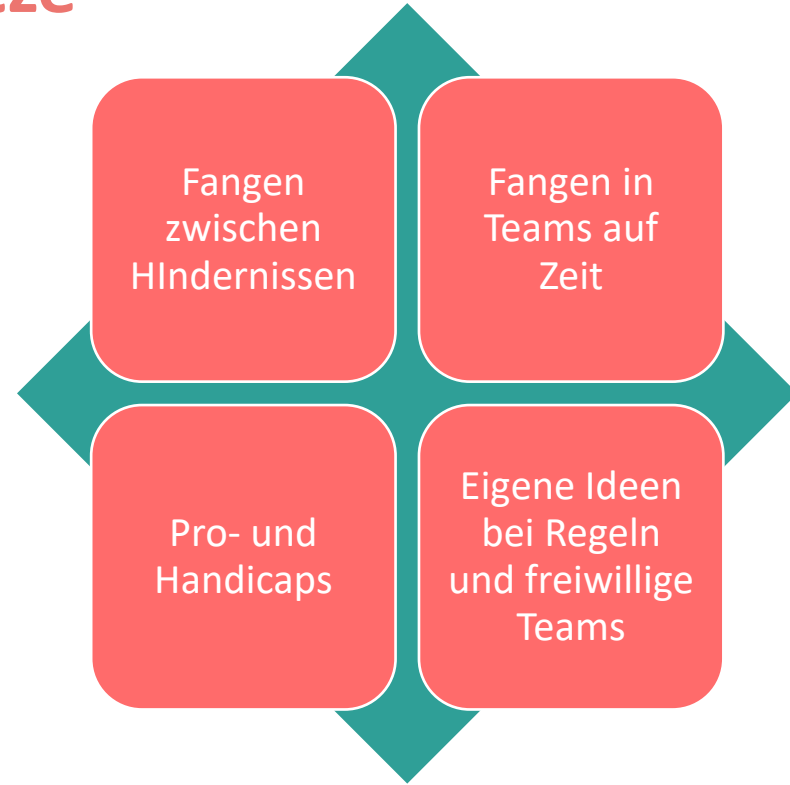 Fangen
zwischen
HIndernissen
Fangen in
Teams auf
Zeit
Pro- und
Handicaps
Eigene Ideen
bei Regeln
und freiwillige
Teams